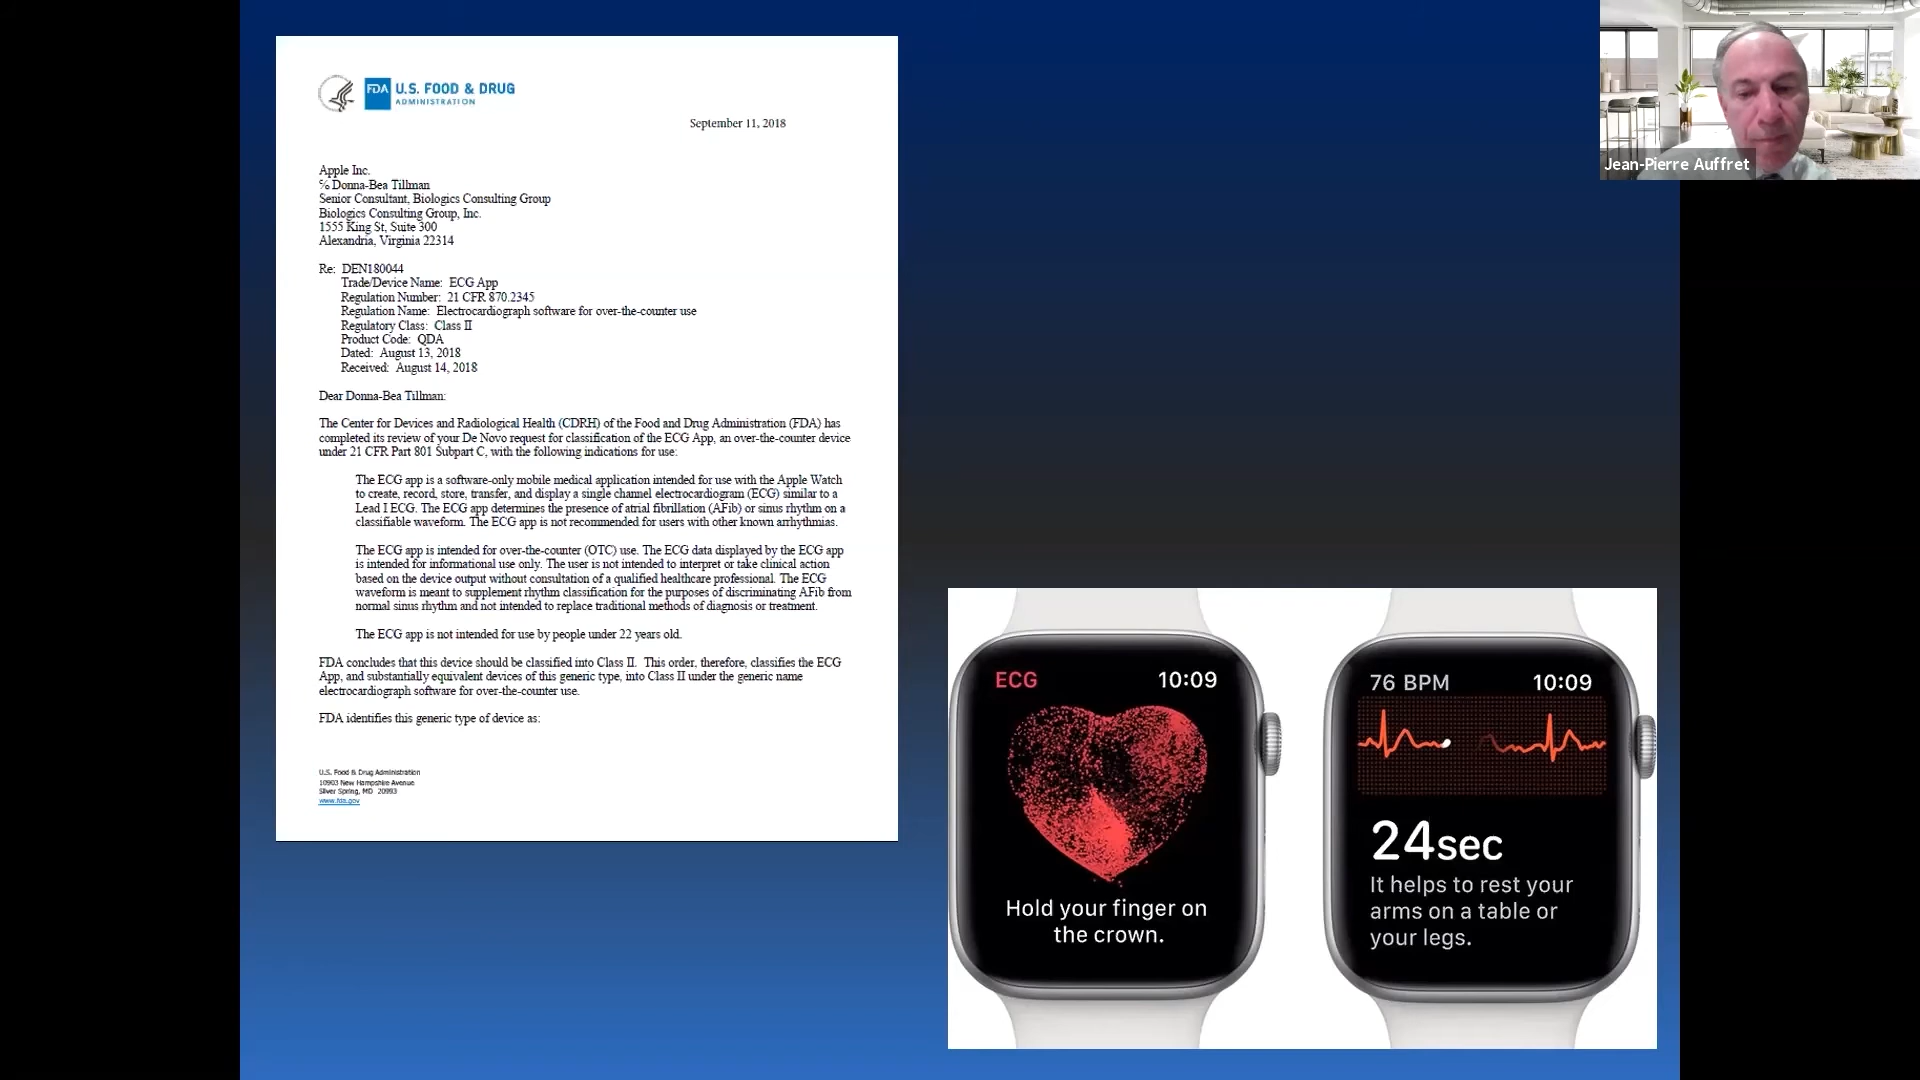 FDA U.S. FOOD & DRUG
ADMINISTRATION
September 11, 2018
Apple Inc.
℅ Donna-Bea Tillman
Senior Consultant, Biologics Consulting Group
Biologics Consulting Group, Inc.
1555 King St, Suite 300
Alexandria, Virginia 22314
Re: DEN180044
Trade/Device Name: ECG App
Regulation Number: 21 CFR 870.2345
Regulation Name: Electrocardiograph software for over-the-counter use
Regulatory Class: Class II
Product Code: QDA
Dated: August 13, 2018
Received: August 14, 2018
Dear Donna-Bea Tillman:
The Center for Devices and Radiological Health (CDRH) of the Food and Drug Administration (FDA) has
completed its review of your De Novo request for classification of the ECG App, an over-the-counter device
under 21 CFR Part 801 Subpart C, with the following indications for use:
The ECG app is a software-only mobile medical application intended for use with the Apple Watch
to create, record, store, transfer, and display a single channel electrocardiogram (ECG) similar to a
Lead I ECG. The ECG app determines the presence of atrial fibrillation (AFib) or sinus rhythm on a
classifiable waveform. The ECG app is not recommended for users with other known arrhythmias.
The ECG app is intended for over-the-counter (OTC) use. The ECG data displayed by the ECG app
is intended for informational use only. The user is not intended to interpret or take clinical action
based on the device output without consultation of a qualified healthcare professional. The ECG
waveform is meant to supplement rhythm classification for the purposes of discriminating AFib from
normal sinus rhythm and not intended to replace traditional methods of diagnosis or treatment.
The ECG app is not intended for use by people under 22 years old.
FDA concludes that this device should be classified into Class II. This order, therefore, classifies the ECG
App, and substantially equivalent devices of this generic type, into Class II under the generic name
electrocardiograph software for over-the-counter use.
FDA identifies this generic type of device as:
U.S. Food & Drug Administration
10903 New Hampshire Avenue
Silver Spring, MD 20993
www.fda.gov
Jean-Pierre Auffret
ECG 10:09
Hold your finger on
the crown.
76 BPM 10:09
24sec
It helps to rest your
arms on a table or
your legs.